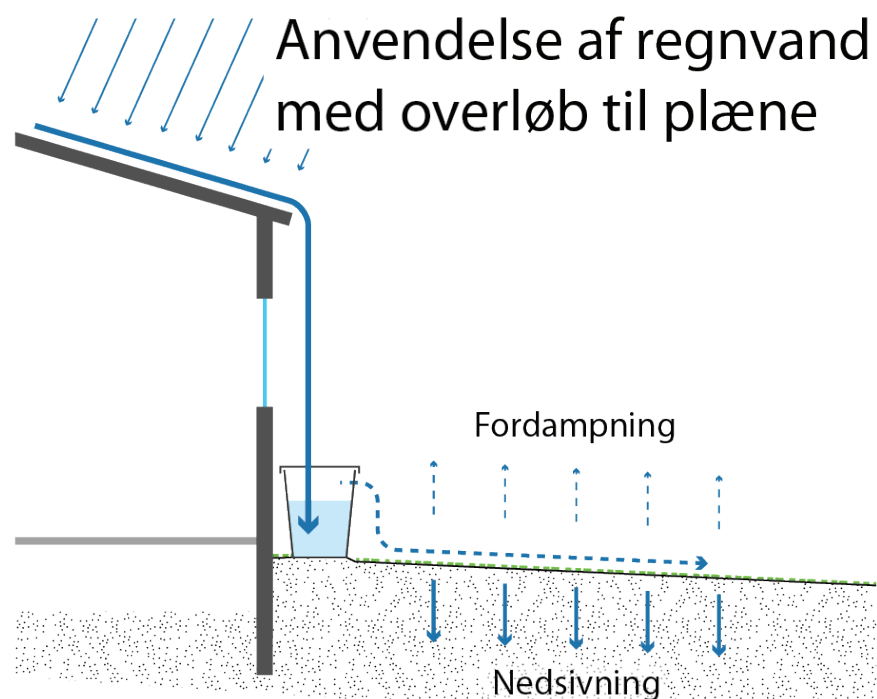 Anvendelse af regnvand
med overløb til plæne
Fordampning
Nedsivning